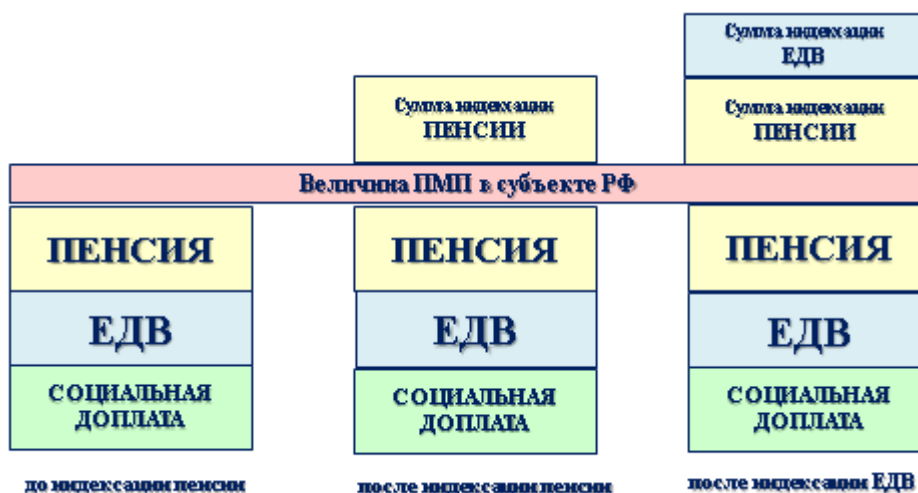 Сумма индексации
ЕДВ
Сумма индексации
ПЕНСИИ
Сумма индексации
ПЕНСИИ
Величина ПМП в субъекте РФ
ПЕНСИЯ
ПЕНСИЯ
ПЕНСИЯ
ЕДВ
ЕДВ
ЕДВ
СОЦИАЛЬНАЯ
ДОПЛАТА
СОЦИАЛЬНАЯ
ДОПЛАТА
СОЦИАЛЬНАЯ
ДОПЛАТА
до индексации пенсии
после индексации пенсии
после индексации ЕДВ